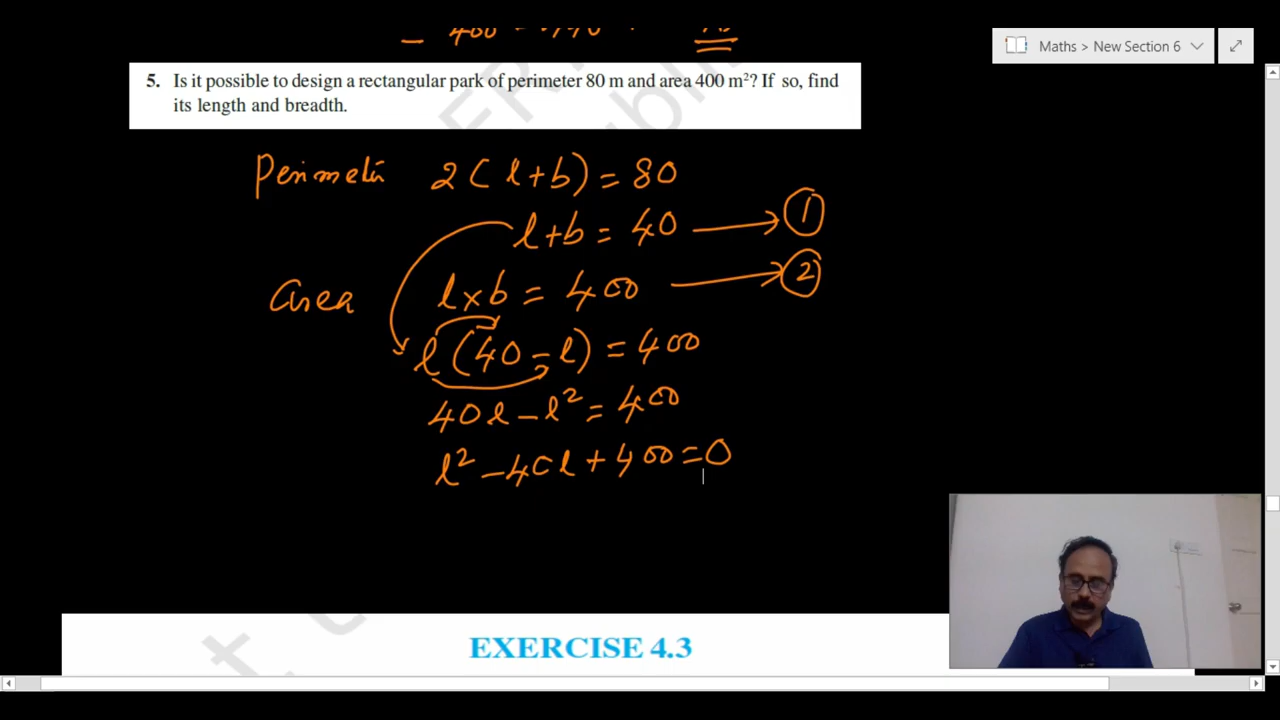 Maths > New Section 6
5. Is it possible to design a rectangular park of perimeter 80 m and area 400 m²? If so, find
its length and breadth.
Perimeter 2(l+b)=80
l+b=40 → 1
Area l×b=400 → 2
l(40-l)=400
40l-l²=400
l²-40l+400=0
EXERCISE 4.3